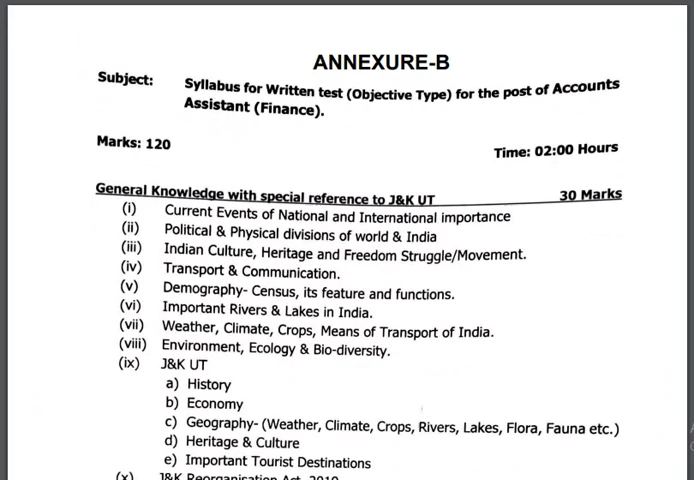 ANNEXURE-B
Subject: Syllabus for Written test (Objective Type) for the post of Accounts
Assistant (Finance).
Marks: 120
Time: 02:00 Hours
General Knowledge with special reference to J&K UT 30 Marks
(i) Current Events of National and International importance
(ii) Political & Physical divisions of world & India
(iii) Indian Culture, Heritage and Freedom Struggle/Movement.
(iv) Transport & Communication.
(v) Demography- Census, its feature and functions.
(vi) Important Rivers & Lakes in India.
(vii) Weather, Climate, Crops, Means of Transport of India.
(viii) Environment, Ecology & Bio-diversity.
(ix) J&K UT
a) History
b) Economy
c) Geography- (Weather, Climate, Crops, Rivers, Lakes, Flora, Fauna etc.)
d) Heritage & Culture
e) Important Tourist Destinations
(x) J&K Reorganisation Act, 2019